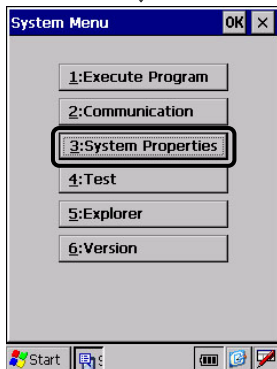 System Menu OK ×
1:Execute Program
2:Communication
3:System Properties
4:Test
5:Explorer
6:Version
Start